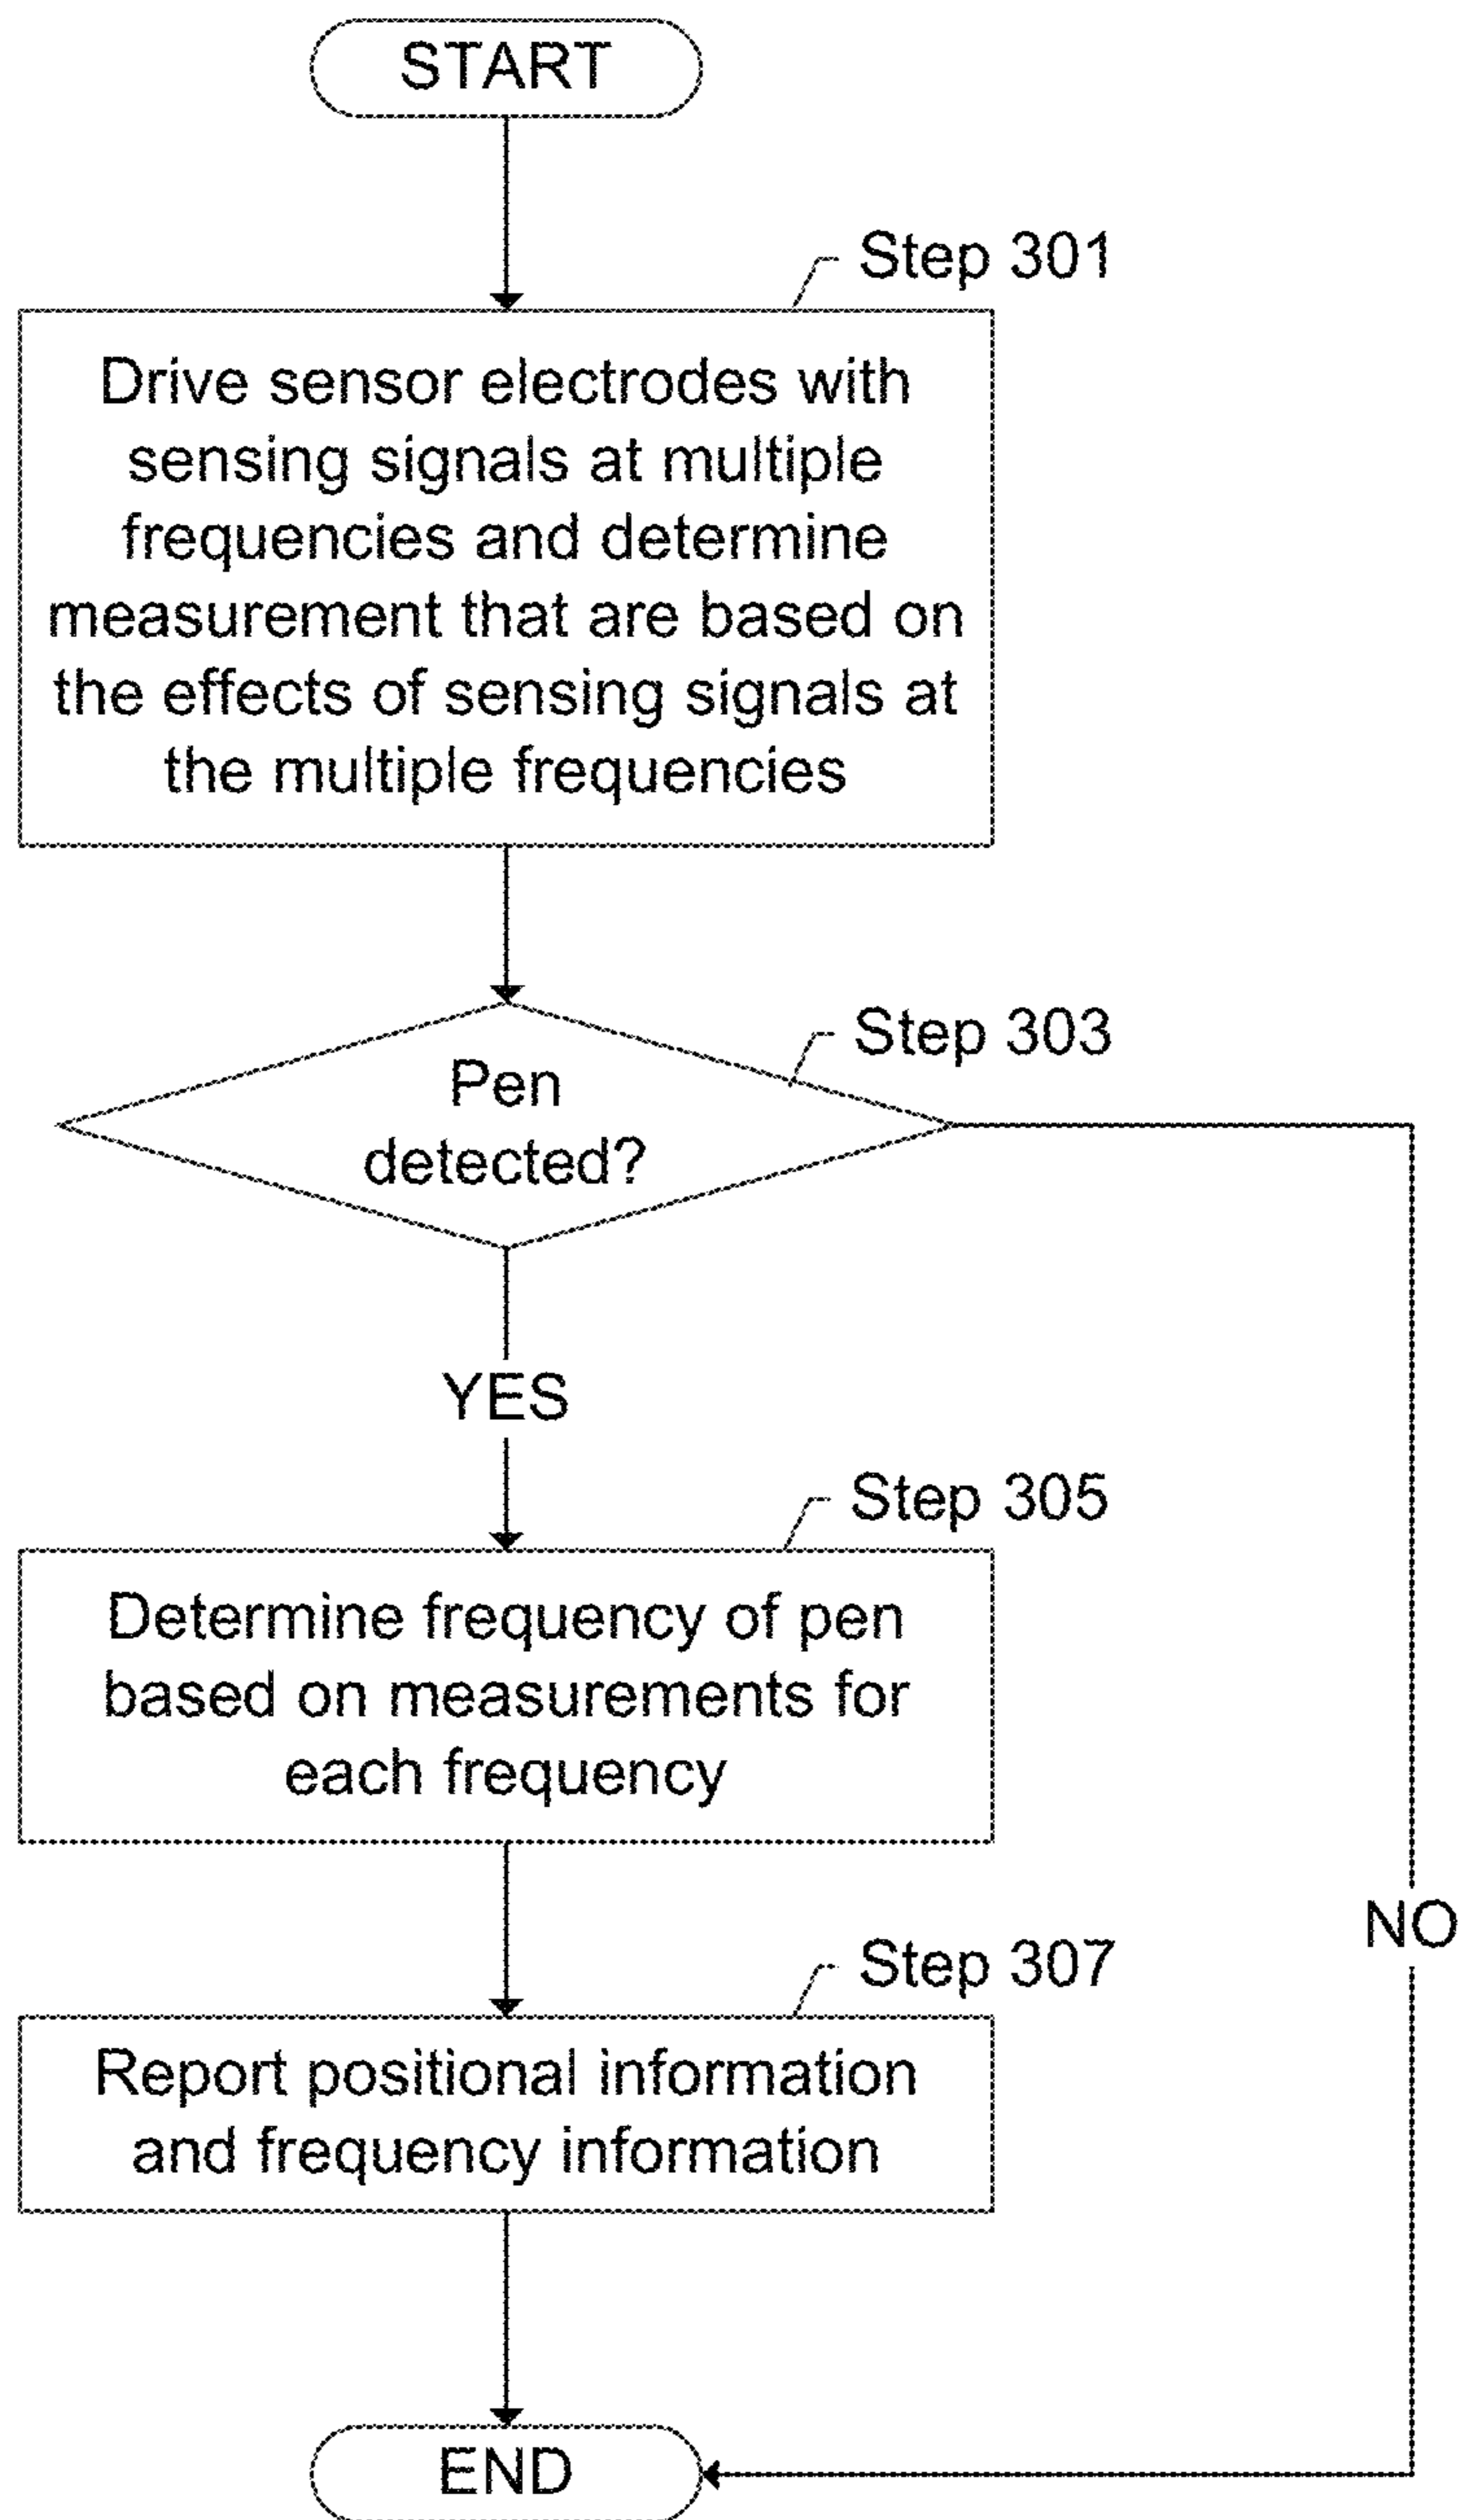 START
Step 301
Drive sensor electrodes with
sensing signals at multiple
frequencies and determine
measurement that are based on
the effects of sensing signals at
the multiple frequencies
Step 303
Pen
detected?
YES
Step 305
Determine frequency of pen
based on measurements for
each frequency
NO
Step 307
Report positional information
and frequency information
END